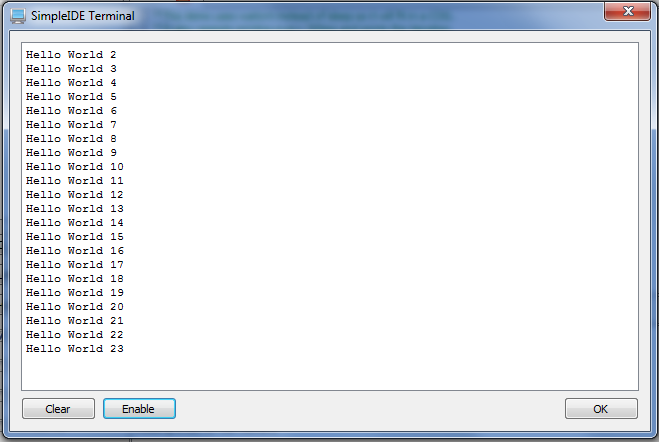 SimpleIDE Terminal
Hello World 2
Hello World 3
Hello World 4
Hello World 5
Hello World 6
Hello World 7
Hello World 8
Hello World 9
Hello World 10
Hello World 11
Hello World 12
Hello World 13
Hello World 14
Hello World 15
Hello World 16
Hello World 17
Hello World 18
Hello World 19
Hello World 20
Hello World 21
Hello World 22
Hello World 23
Clear Enable OK